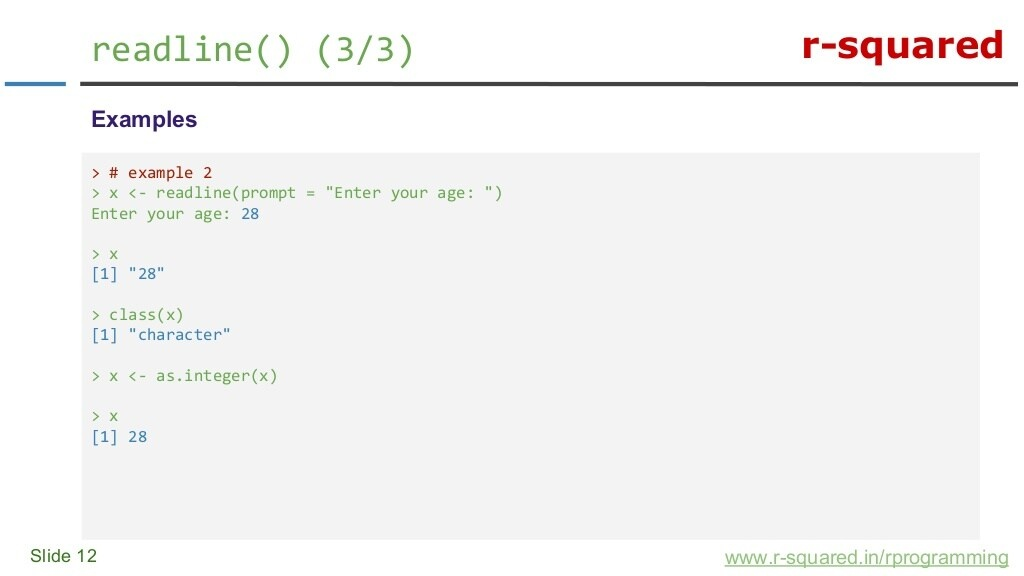 readline() (3/3)
r-squared
Examples
> # example 2
> x <- readline(prompt = "Enter your age: ")
Enter your age: 28
> x
[1] "28"
> class(x)
[1] "character"
> x <- as.integer(x)
> x
[1] 28
Slide 12
www.r-squared.in/rprogramming